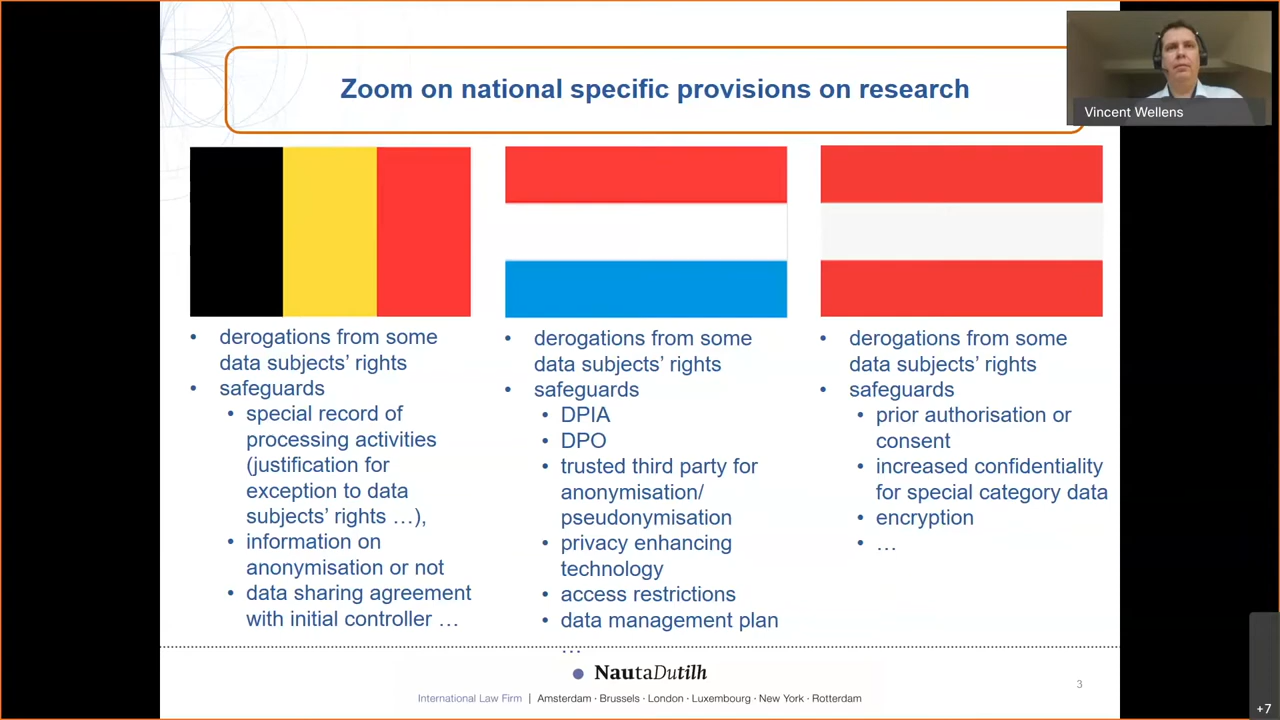 Zoom on national specific provisions on research
Vincent Wellens
• derogations from some
data subjects’ rights
• safeguards
• special record of
processing activities
(justification for
exception to data
subjects’ rights …),
• information on
anonymisation or not
• data sharing agreement
with initial controller …
• derogations from some
data subjects’ rights
• safeguards
• DPIA
• DPO
• trusted third party for
anonymisation/
pseudonymisation
• privacy enhancing
technology
• access restrictions
• data management plan
…
• derogations from some
data subjects’ rights
• safeguards
• prior authorisation or
consent
• increased confidentiality
for special category data
• encryption
• …
NautaDutilh
International Law Firm | Amsterdam · Brussels · London · Luxembourg · New York · Rotterdam
3
+7